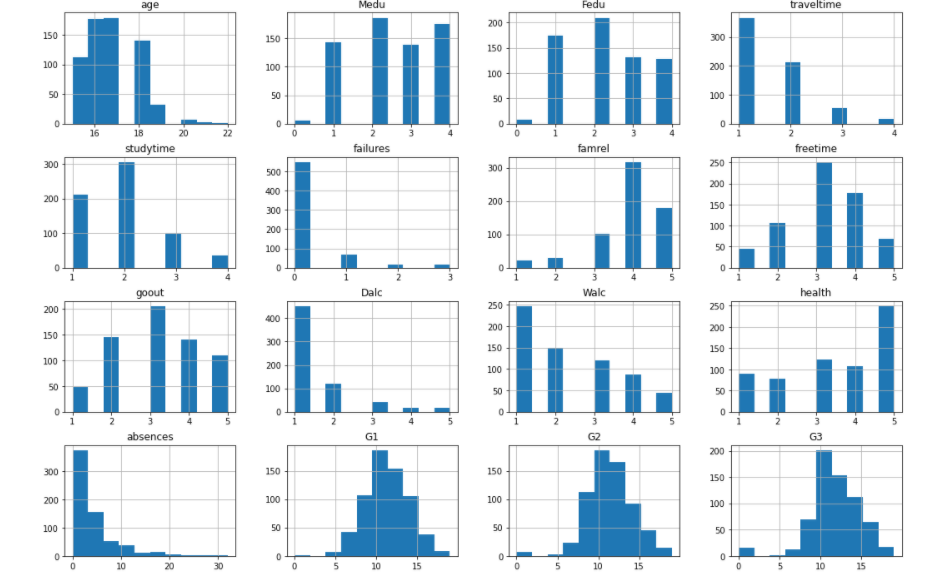 age Medu Fedu traveltime
150 150 200 300
100 100 150 200
50 50 100 100
0 0 50 0
0
16 18 20 22 0 1 2 3 4 0 1 2 3 4 1 2 3 4
studytime failures famrel freetime
300 500 300 250
200 400 200 200
100 300 100 150
0 200 0 100
100 50
0 0
1 2 3 4 0 1 2 3 1 2 3 4 5 1 2 3 4 5
goout Dalc Walc health
200 400 250 250
150 300 200 200
100 200 150 150
50 100 100 100
0 0 50 50
0 0
1 2 3 4 5 1 2 3 4 5 1 2 3 4 5 1 2 3 4 5
absences G1 G2 G3
300 150 150 200
200 100 100 150
100 50 50 100
0 0 0 50
0
0 10 20 30 0 5 10 15 0 5 10 15 0 5 10 15